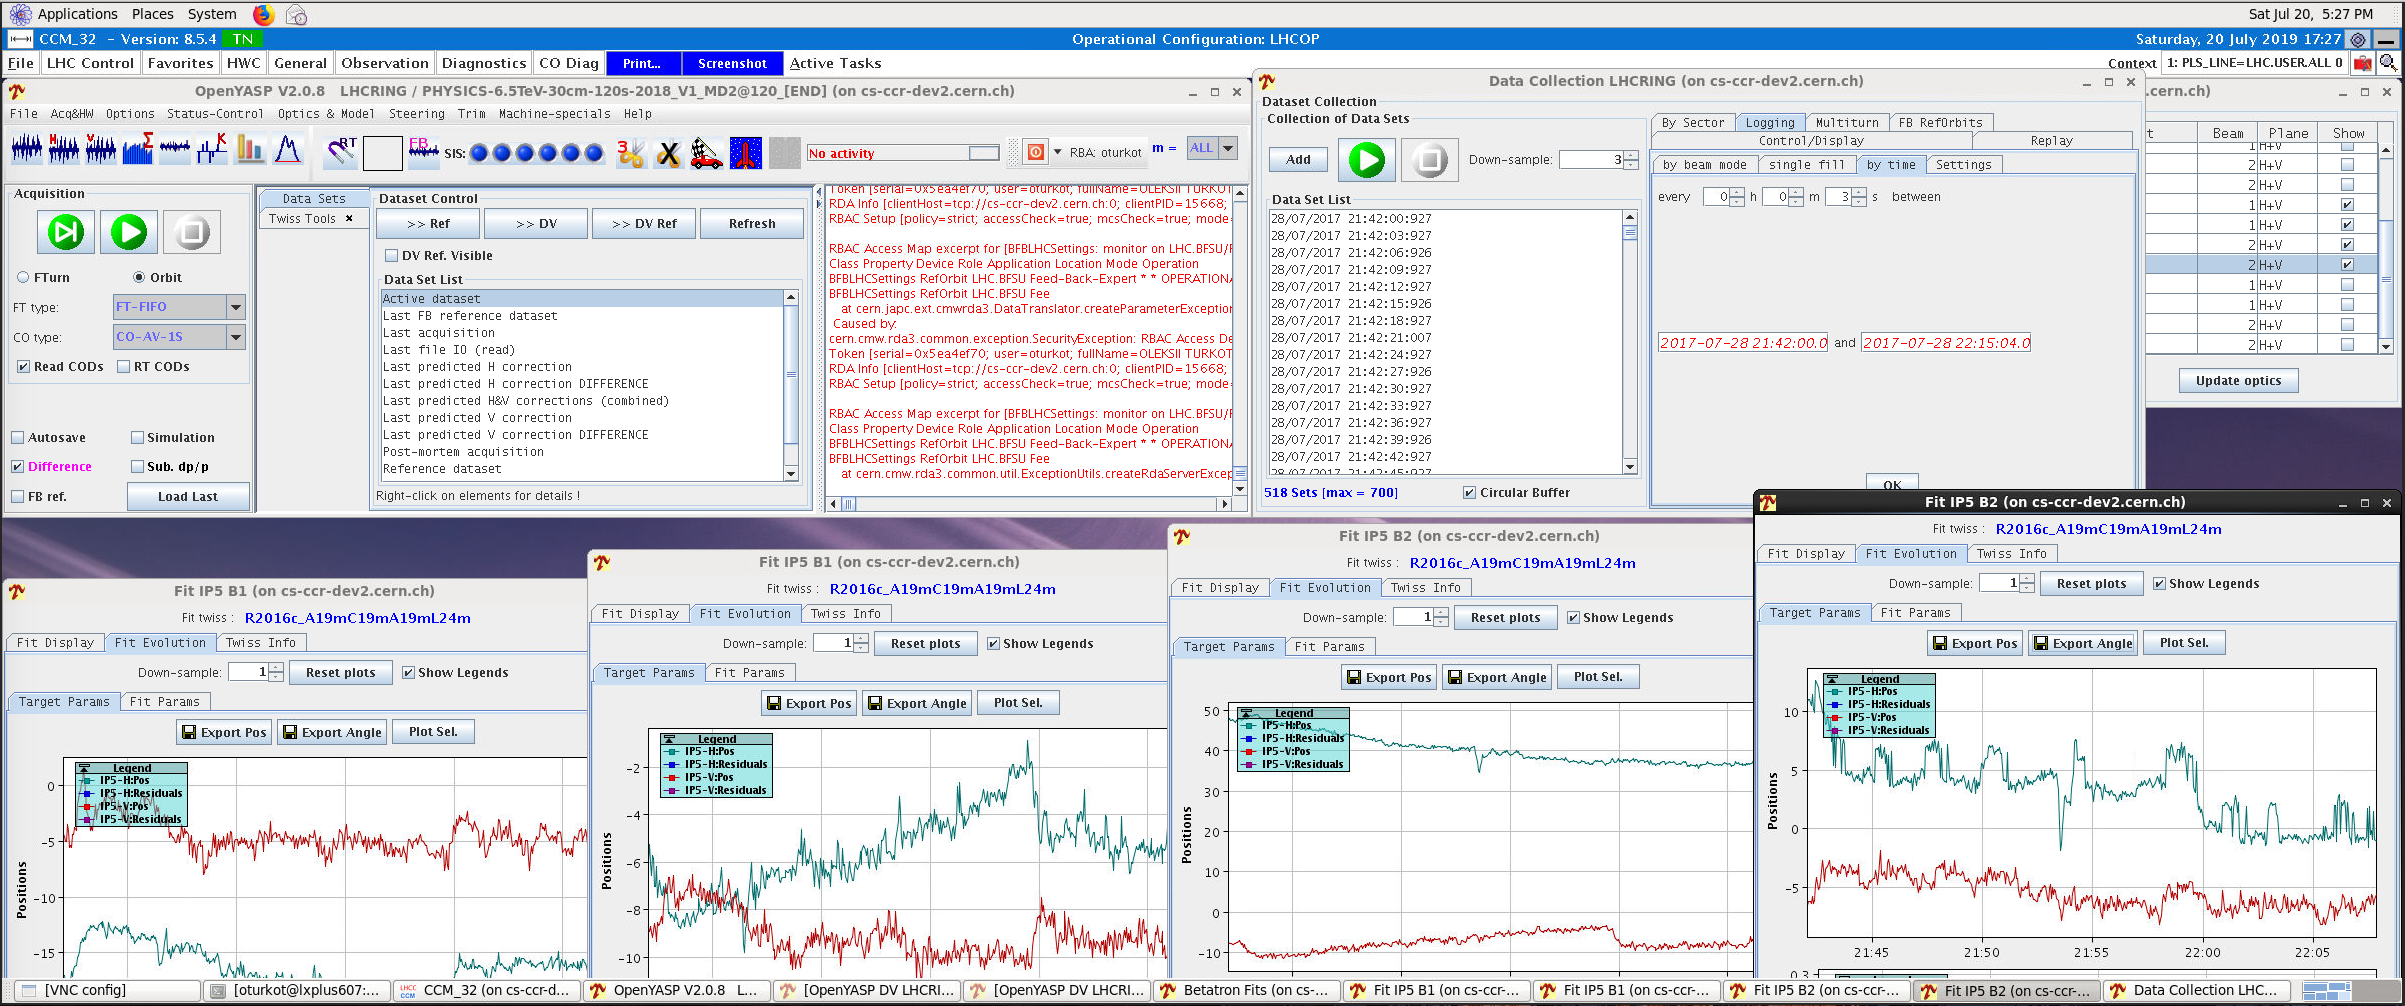 Applications Places System Sat Jul 20, 5:27 PM
CCM_32 - Version: 8.5.4 TN Operational Configuration: LHCOP Saturday, 20 July 2019 17:27
File LHC Control Favorites HWC General Observation Diagnostics CO Diag Print... Screenshot Active Tasks Context 1: PLS_LINE=LHC.USER.ALL 0
OpenYASP V2.0.8 LHCRING / PHYSICS-6.5TeV-30cm-120s-2018_V1_MD2@120_[END] (on cs-ccr-dev2.cern.ch)
File Acq&HW Options Status-Control Optics & Model Steering Trim Machine-specials Help
RT FB SIS: No activity RBA: oturkot m = ALL
Acquisition
FTurn Orbit
FT type: FT-FIFO
CO type: CO-AV-1S
Read CODs RT CODs
Autosave Simulation
Difference Sub. dp/p
FB ref. Load Last
Data Sets
Twiss Tools
Dataset Control
>> Ref >> DV >> DV Ref Refresh
DV Ref. Visible
Data Set List
Active dataset
Last FB reference dataset
Last acquisition
Last file IO (read)
Last predicted H correction
Last predicted H correction DIFFERENCE
Last predicted H&V corrections (combined)
Last predicted V correction
Last predicted V correction DIFFERENCE
Post-mortem acquisition
Reference dataset
Right-click on elements for details !
Token [serial=0x5ea4ef70; user=oturkot; fullName=OLEKSII TURKOT
RDA Info [clientHost=tcp://cs-ccr-dev2.cern.ch:0; clientPID=15668;
RBAC Setup [policy=strict; accessCheck=true; mcsCheck=true; mode=
RBAC Access Map excerpt for [BFBLHCSettings: monitor on LHC.BFSU/
Class Property Device Role Application Location Mode Operation
BFBLHCSettings RefOrbit LHC.BFSU Feed-Back-Expert * * OPERATION
BFBLHCSettings RefOrbit LHC.BFSU Fee
at cern.japc.ext.cmwrda3.DataTranslator.createParameterException
Caused by:
cern.cmw.rda3.common.exception.SecurityException: RBAC Access De
Token [serial=0x5ea4ef70; user=oturkot; fullName=OLEKSII TURKOT
RDA Info [clientHost=tcp://cs-ccr-dev2.cern.ch:0; clientPID=15668;
RBAC Setup [policy=strict; accessCheck=true; mcsCheck=true; mode=
RBAC Access Map excerpt for [BFBLHCSettings: monitor on LHC.BFSU/
Class Property Device Role Application Location Mode Operation
BFBLHCSettings RefOrbit LHC.BFSU Feed-Back-Expert * * OPERATION
BFBLHCSettings RefOrbit LHC.BFSU Fee
at cern.cmw.rda3.common.util.ExceptionUtils.createRdaServerExcep
Data Collection LHCRING (on cs-ccr-dev2.cern.ch)
Dataset Collection
Collection of Data Sets
Add Down-sample: 3
Data Set List
28/07/2017 21:42:00:927
28/07/2017 21:42:03:927
28/07/2017 21:42:06:926
28/07/2017 21:42:09:927
28/07/2017 21:42:12:927
28/07/2017 21:42:15:926
28/07/2017 21:42:18:927
28/07/2017 21:42:21:007
28/07/2017 21:42:24:927
28/07/2017 21:42:27:926
28/07/2017 21:42:30:927
28/07/2017 21:42:33:927
28/07/2017 21:42:36:927
28/07/2017 21:42:39:926
28/07/2017 21:42:42:927
28/07/2017 21:42:45:927
518 Sets [max = 700] Circular Buffer
By Sector Logging Multiturn FB RefOrbits
Control/Display Replay
by beam mode single fill by time Settings
every 0 h 0 m 3 s between
2017-07-28 21:42:00.0 and 2017-07-28 22:15:04.0
OK
.cern.ch)
t Beam Plane Show
1 H+V
2 H+V
2 H+V
1 H+V
1 H+V
2 H+V
2 H+V
1 H+V
1 H+V
2 H+V
2 H+V
Update optics
Fit IP5 B1 (on cs-ccr-dev2.cern.ch)
Fit twiss : R2016c_A19mC19mA19mL24m
Fit Display Fit Evolution Twiss Info
Down-sample: 1 Reset plots Show Legends
Target Params Fit Params
Export Pos Export Angle Plot Sel.
Legend
IP5-H:Pos
IP5-H:Residuals
IP5-V:Pos
IP5-V:Residuals
Positions
0
-5
-10
-15
Fit IP5 B1 (on cs-ccr-dev2.cern.ch)
Fit twiss : R2016c_A19mC19mA19mL24m
Fit Display Fit Evolution Twiss Info
Down-sample: 1 Reset plots Show Legends
Target Params Fit Params
Export Pos Export Angle Plot Sel.
Legend
IP5-H:Pos
IP5-H:Residuals
IP5-V:Pos
IP5-V:Residuals
Positions
-2
-4
-6
-8
-10
Fit IP5 B2 (on cs-ccr-dev2.cern.ch)
Fit twiss : R2016c_A19mC19mA19mL24m
Fit Display Fit Evolution Twiss Info
Down-sample: 1 Reset plots Show Legends
Target Params Fit Params
Export Pos Export Angle Plot Sel.
Legend
IP5-H:Pos
IP5-H:Residuals
IP5-V:Pos
IP5-V:Residuals
Positions
50
40
30
20
10
0
-10
Fit IP5 B2 (on cs-ccr-dev2.cern.ch)
Fit twiss : R2016c_A19mC19mA19mL24m
Fit Display Fit Evolution Twiss Info
Down-sample: 1 Reset plots Show Legends
Target Params Fit Params
Export Pos Export Angle Plot Sel.
Legend
IP5-H:Pos
IP5-H:Residuals
IP5-V:Pos
IP5-V:Residuals
Positions
10
5
0
-5
21:45 21:50 21:55 22:00 22:05
0.3 Legend
[VNC config] [oturkot@lxplus607:... CCM_32 (on cs-ccr-d... OpenYASP V2.0.8 L... [OpenYASP DV LHCRI... [OpenYASP DV LHCRI... Betatron Fits (on cs-... Fit IP5 B1 (on cs-ccr-... Fit IP5 B1 (on cs-ccr-... Fit IP5 B2 (on cs-ccr-... Fit IP5 B2 (on cs-ccr-... Data Collection LHC...